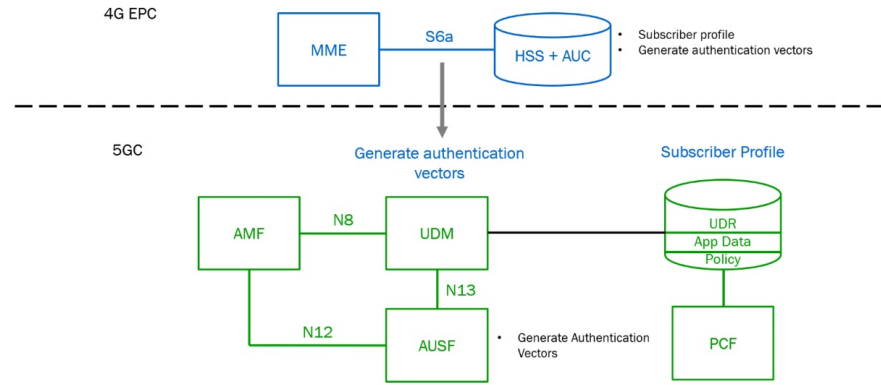 4G EPC
MME
S6a
HSS + AUC
• Subscriber profile
• Generate authentication vectors
5GC
Generate authentication
vectors
Subscriber Profile
AMF
N8
UDM
UDR
App Data
Policy
N13
N12
AUSF
• Generate Authentication
Vectors
PCF